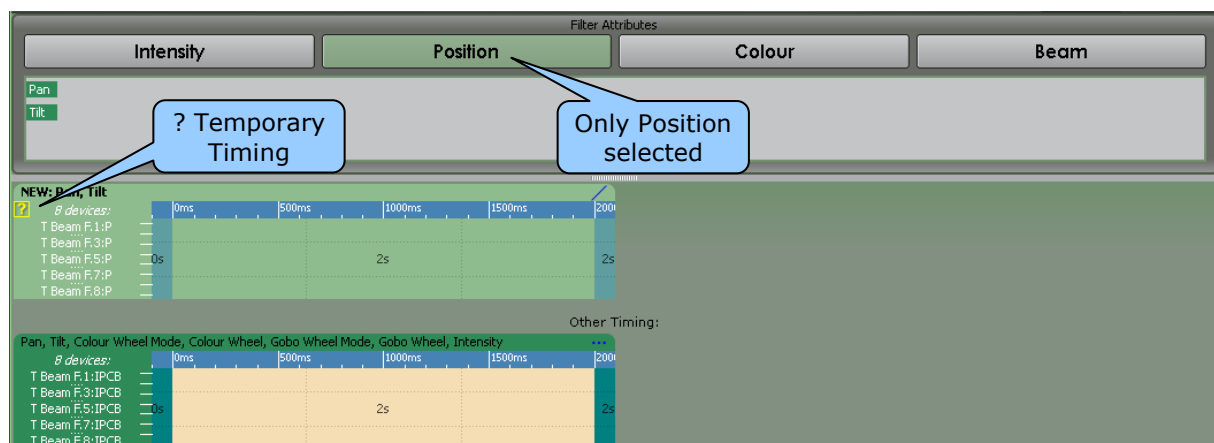 Filter Attributes
Intensity Position Colour Beam
Pan
Tilt
? Temporary
Timing
Only Position
selected
NEW: Pan, Tilt
? 8 devices: 0ms 500ms 1000ms 1500ms 200
T Beam F.1:P
T Beam F.3:P
T Beam F.5:P 0s 2s 2s
T Beam F.7:P
T Beam F.8:P
Other Timing:
Pan, Tilt, Colour Wheel Mode, Colour Wheel, Gobo Wheel Mode, Gobo Wheel, Intensity ...
8 devices: 0ms 500ms 1000ms 1500ms 200
T Beam F.1:IPCB
T Beam F.3:IPCB
T Beam F.5:IPCB 0s 2s 2s
T Beam F.7:IPCB
T Beam F.8:IPCB